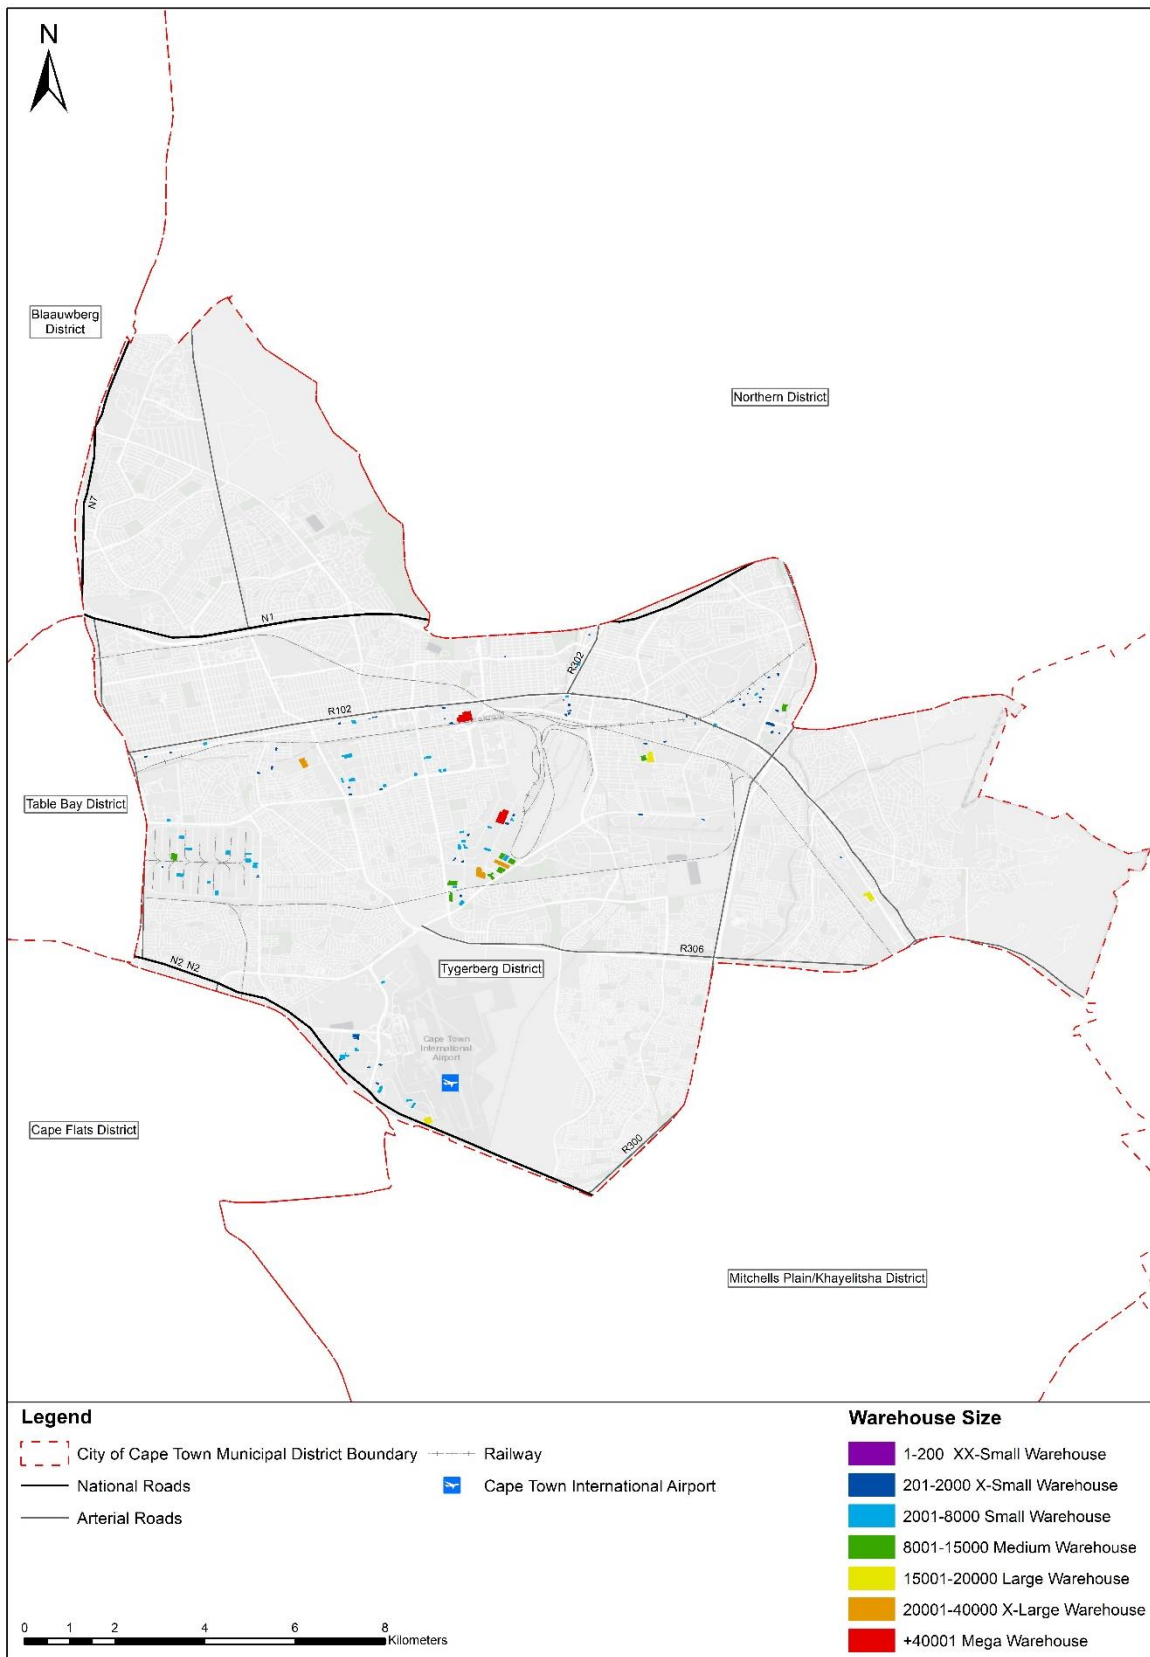 N
Blaauwberg
District
Northern District
N7
N1
R302
R102
Table Bay District
R306
N2 N2
Tygerberg District
Cape Town
International
Airport
Cape Flats District
R300
Mitchells Plain/Khayelitsha District
Legend
City of Cape Town Municipal District Boundary
Railway
National Roads
Cape Town International Airport
Arterial Roads
0 1 2 4 6 8
Kilometers
Warehouse Size
1-200 XX-Small Warehouse
201-2000 X-Small Warehouse
2001-8000 Small Warehouse
8001-15000 Medium Warehouse
15001-20000 Large Warehouse
20001-40000 X-Large Warehouse
+40001 Mega Warehouse